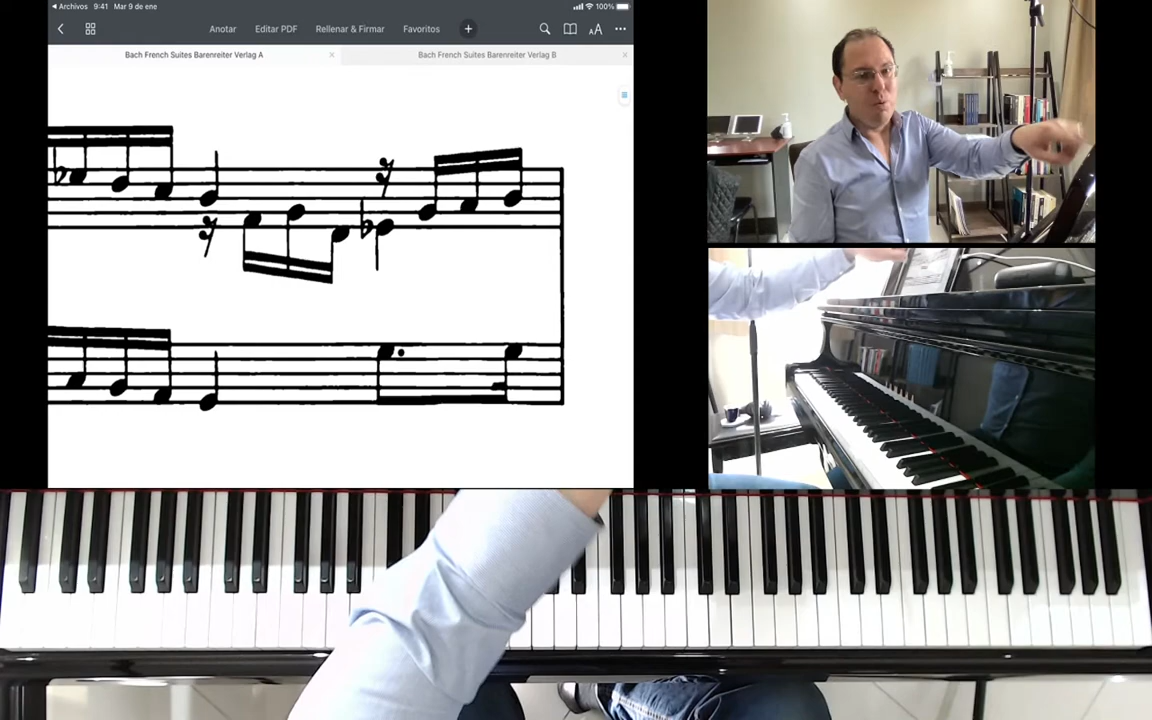 Archivos 9:41 Mar 9 de ene 100%
Anotar Editar PDF Rellenar & Firmar Favoritos + AA
Bach French Suites Barenreiter Verlag A × Bach French Suites Barenreiter Verlag B ×